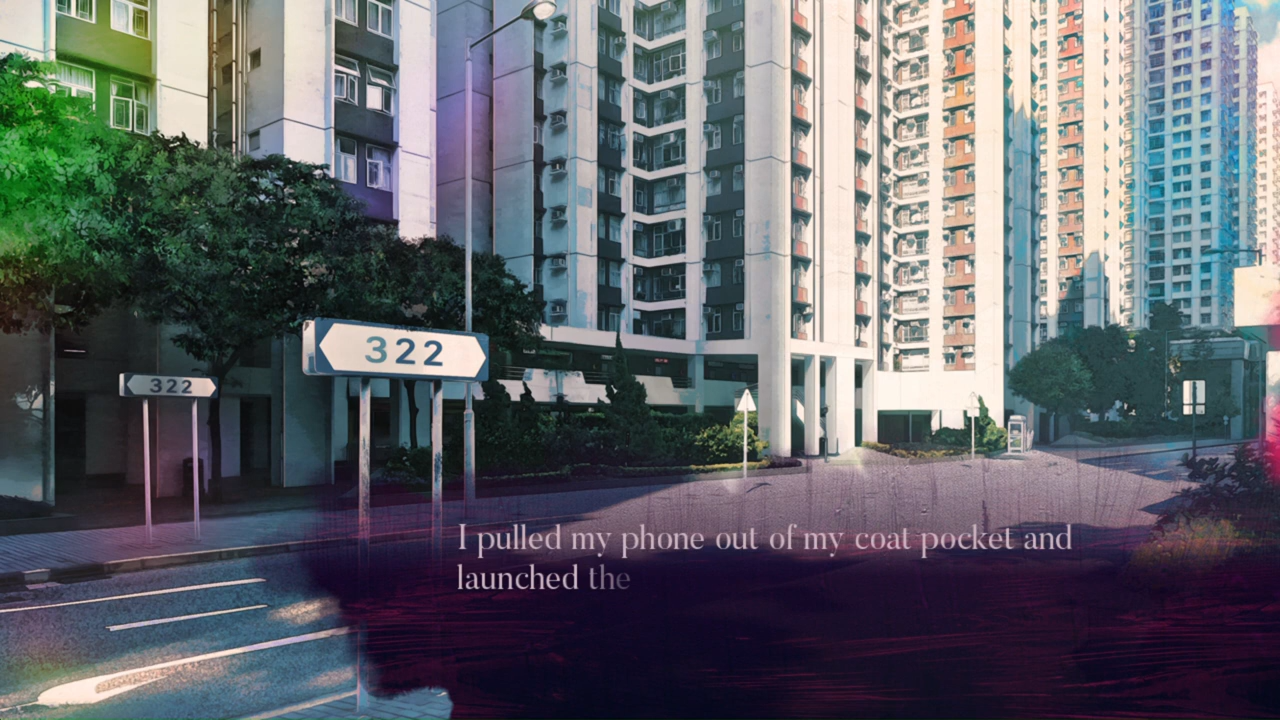 322
322
I pulled my phone out of my coat pocket and
launched the